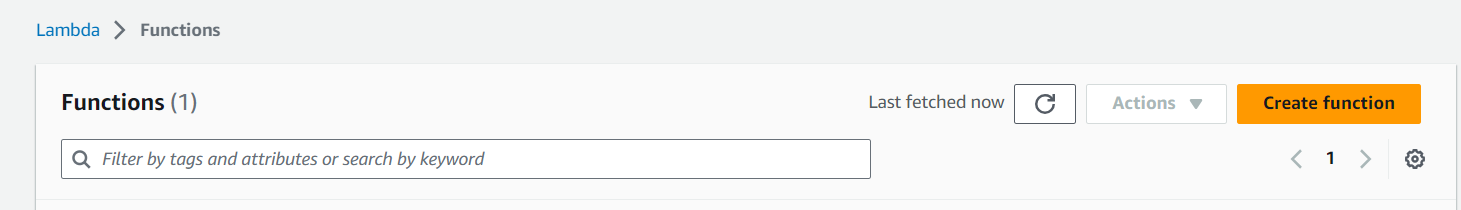 Lambda Functions
Functions (1)
Last fetched now
Actions
Create function
Filter by tags and attributes or search by keyword
1